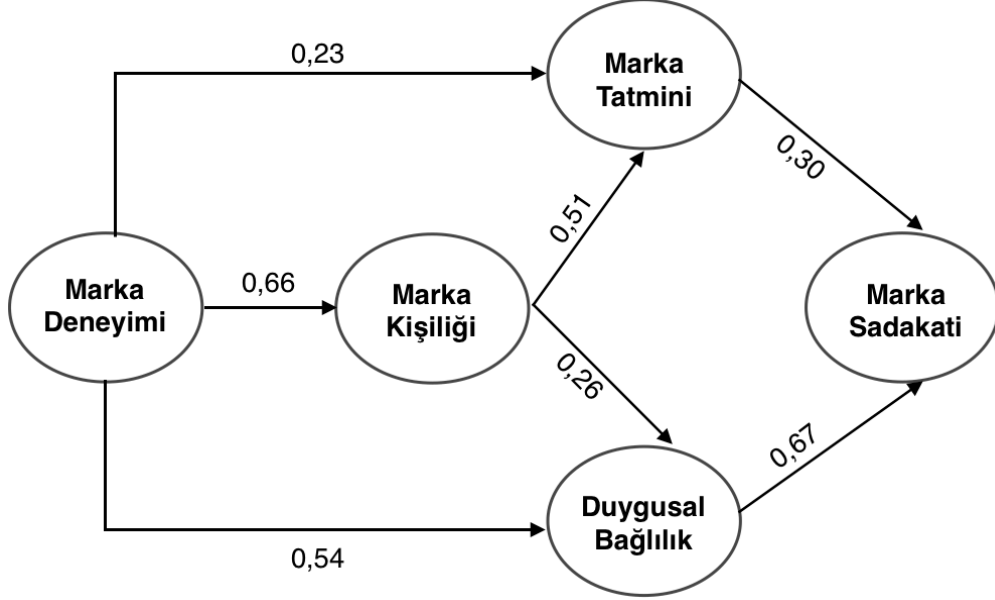 0,23
Marka
Tatmini
0,30
0,51
Marka
Deneyimi
0,66
Marka
Kişiliği
Marka
Sadakati
0,26
0,67
Duygusal
Bağlılık
0,54